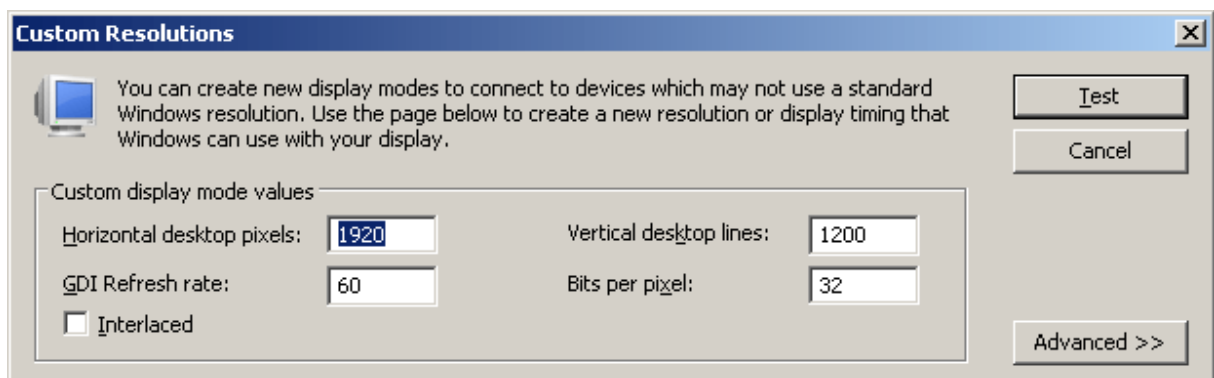 Custom Resolutions
You can create new display modes to connect to devices which may not use a standard
Windows resolution. Use the page below to create a new resolution or display timing that
Windows can use with your display.
Test
Cancel
Custom display mode values
Horizontal desktop pixels: 1920 Vertical desktop lines: 1200
GDI Refresh rate: 60 Bits per pixel: 32
Interlaced
Advanced >>